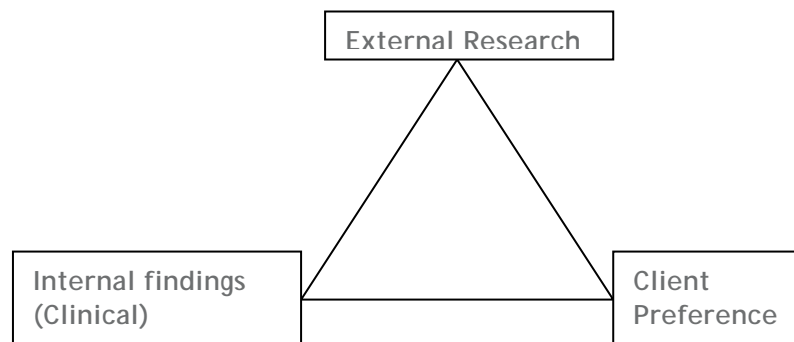 External Research
Internal findings
(Clinical)
Client
Preference